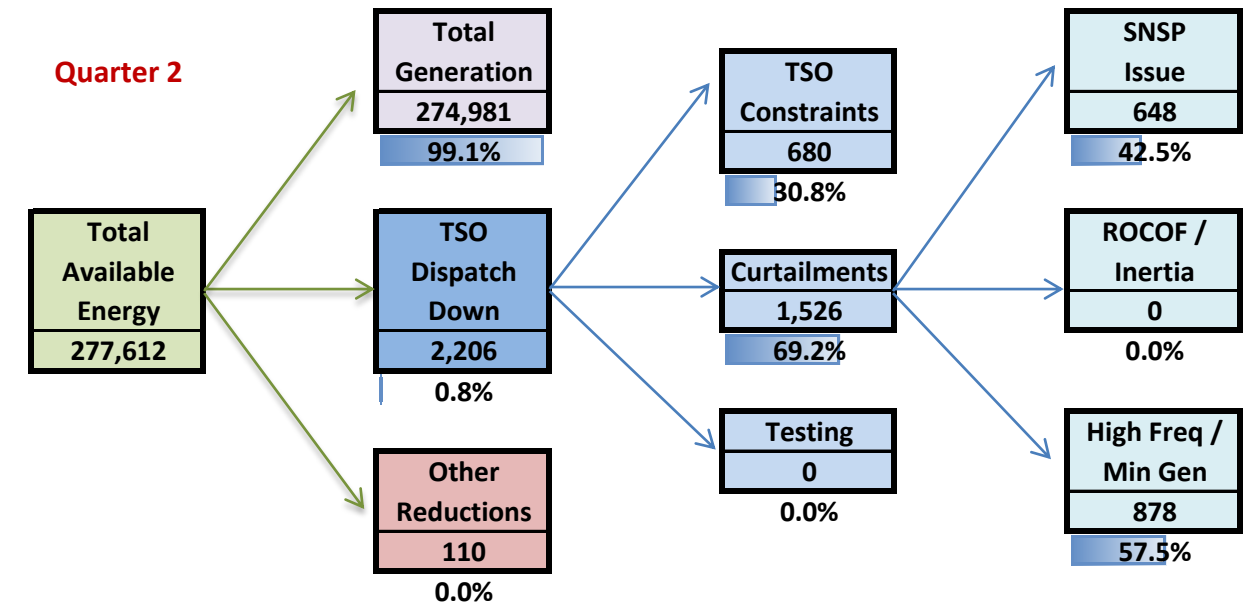 Quarter 2
Total
Available
Energy
277,612
Total
Generation
274,981
99.1%
TSO
Dispatch
Down
2,206
0.8%
Other
Reductions
110
0.0%
TSO
Constraints
680
30.8%
Curtailments
1,526
69.2%
Testing
0
0.0%
SNSP
Issue
648
42.5%
ROCOF /
Inertia
0
0.0%
High Freq /
Min Gen
878
57.5%